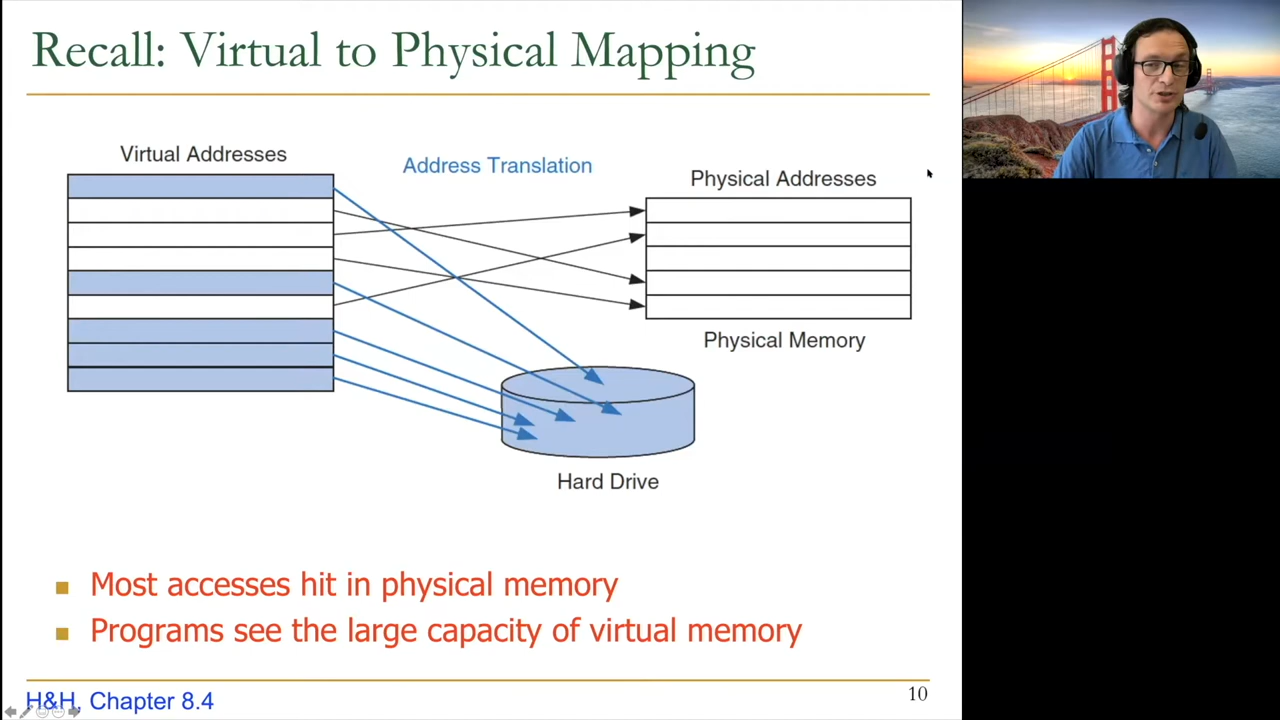 Recall: Virtual to Physical Mapping
Virtual Addresses
Address Translation
Physical Addresses
Physical Memory
Hard Drive
Most accesses hit in physical memory
Programs see the large capacity of virtual memory
H&H, Chapter 8.4
10